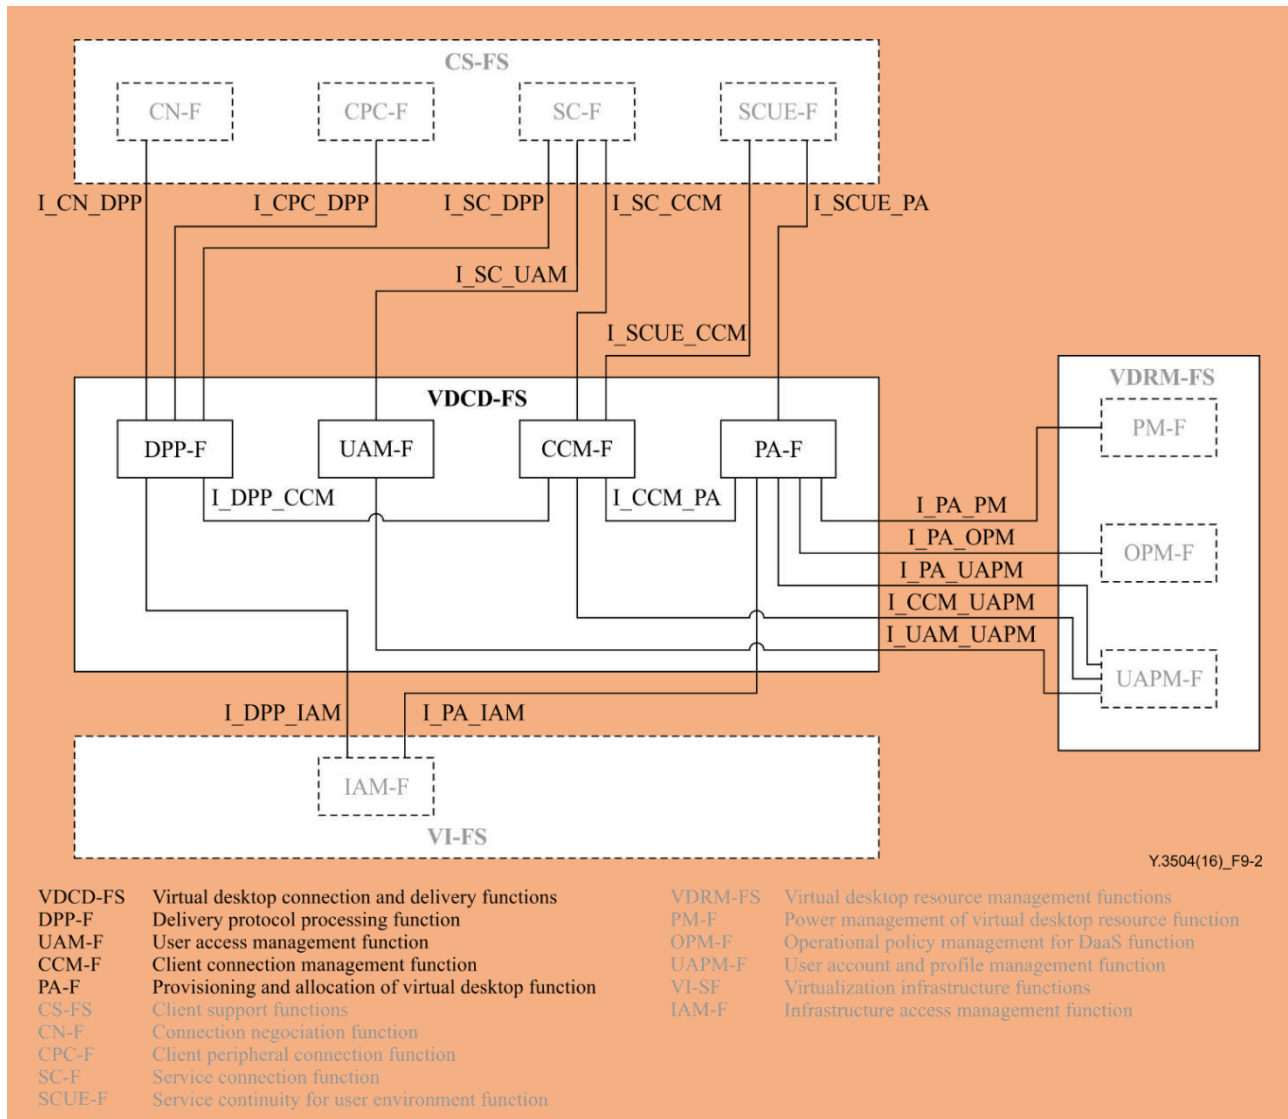 CS-FS
CN-F CPC-F SC-F SCUE-F
I_CN_DPP I_CPC_DPP I_SC_DPP I_SC_CCM I_SCUE_PA
I_SC_UAM
I_SCUE_CCM
VDCD-FS
VDRM-FS
PM-F
DPP-F UAM-F CCM-F PA-F
I_DPP_CCM I_CCM_PA
I_PA_PM
I_PA_OPM
OPM-F
I_PA_UAPM
I_CCM_UAPM
I_UAM_UAPM
UAPM-F
I_DPP_IAM I_PA_IAM
IAM-F
VI-FS
Y.3504(16)_F9-2
VDCD-FS Virtual desktop connection and delivery functions
DPP-F Delivery protocol processing function
UAM-F User access management function
CCM-F Client connection management function
PA-F Provisioning and allocation of virtual desktop function
CS-FS Client support functions
CN-F Connection negociation function
CPC-F Client peripheral connection function
SC-F Service connection function
SCUE-F Service continuity for user environment function
VDRM-FS Virtual desktop resource management functions
PM-F Power management of virtual desktop resource function
OPM-F Operational policy management for DaaS function
UAPM-F User account and profile management function
VI-SF Virtualization infrastructure functions
IAM-F Infrastructure access management function